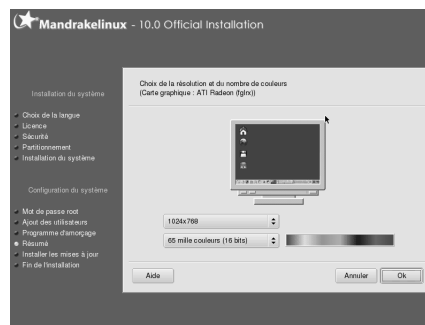 Mandrakelinux - 10.0 Official Installation
Installation du système
Choix de la langue
Licence
Sécurité
Partitionnement
Installation du système
Configuration du système
Mot de passe root
Ajout des utilisateurs
Programme d'amorçage
Résumé
Installer les mises à jour
Fin de l'installation
Choix de la résolution et du nombre de couleurs
(Carte graphique : ATI Radeon (fglrx))
1024x768
65 mille couleurs (16 bits)
Aide
Annuler
Ok